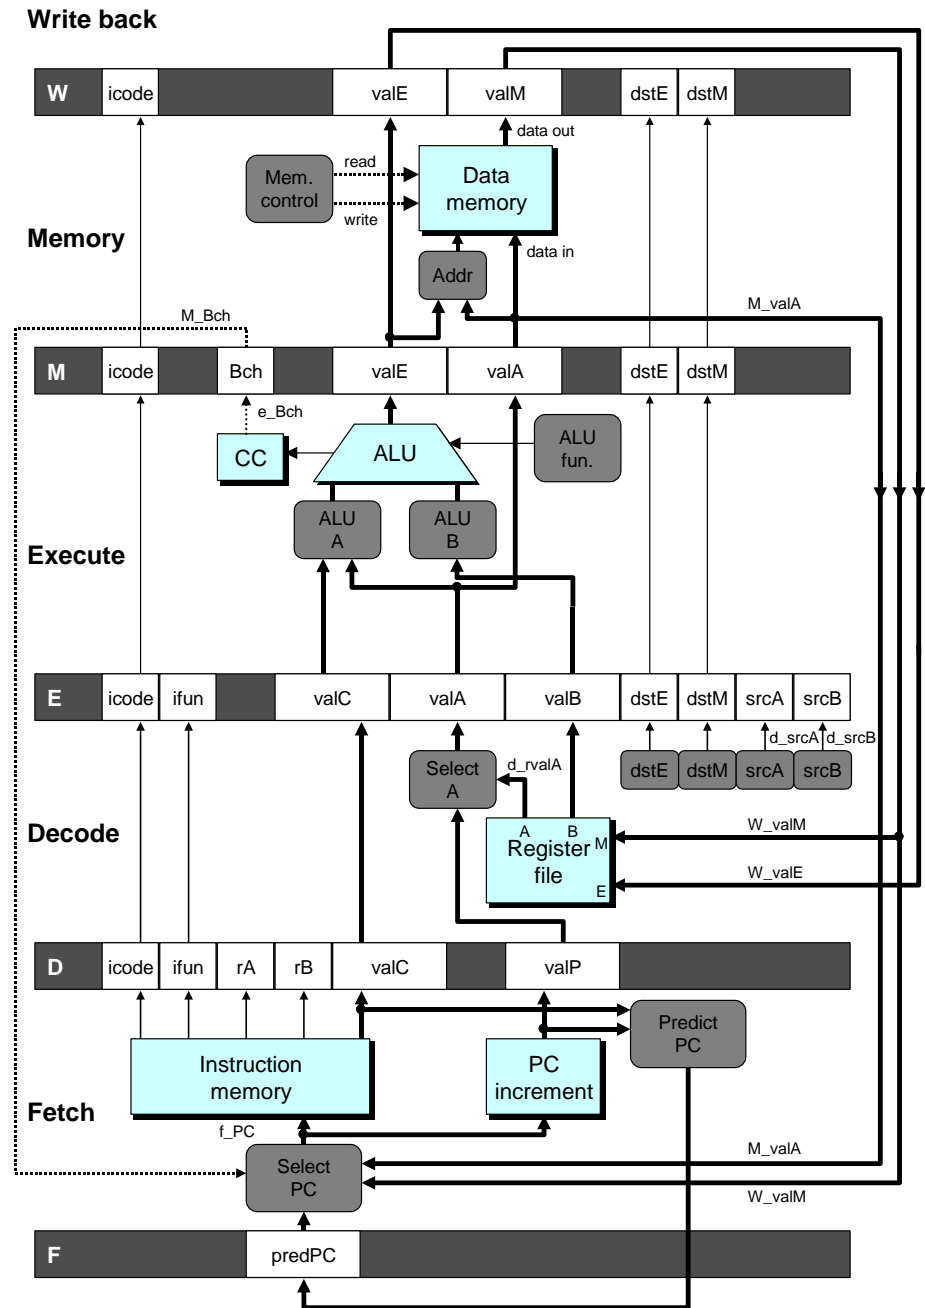 Write back
W icode valE valM dstE dstM
data out
read
Mem.
control
Data
memory
write
Memory
data in
Addr
M_Bch
M_valA
M icode Bch valE valA dstE dstM
e_Bch
CC
ALU
ALU
fun.
ALU
A
ALU
B
Execute
E icode ifun valC valA valB dstE dstM srcA srcB
d_srcA d_srcB
Select
A
d_rvalA
dstE dstM srcA srcB
Decode
A B
Register
file
M
E
W_valM
W_valE
D icode ifun rA rB valC valP
Predict
PC
Instruction
memory
PC
increment
Fetch
f_PC
Select
PC
M_valA
W_valM
F predPC